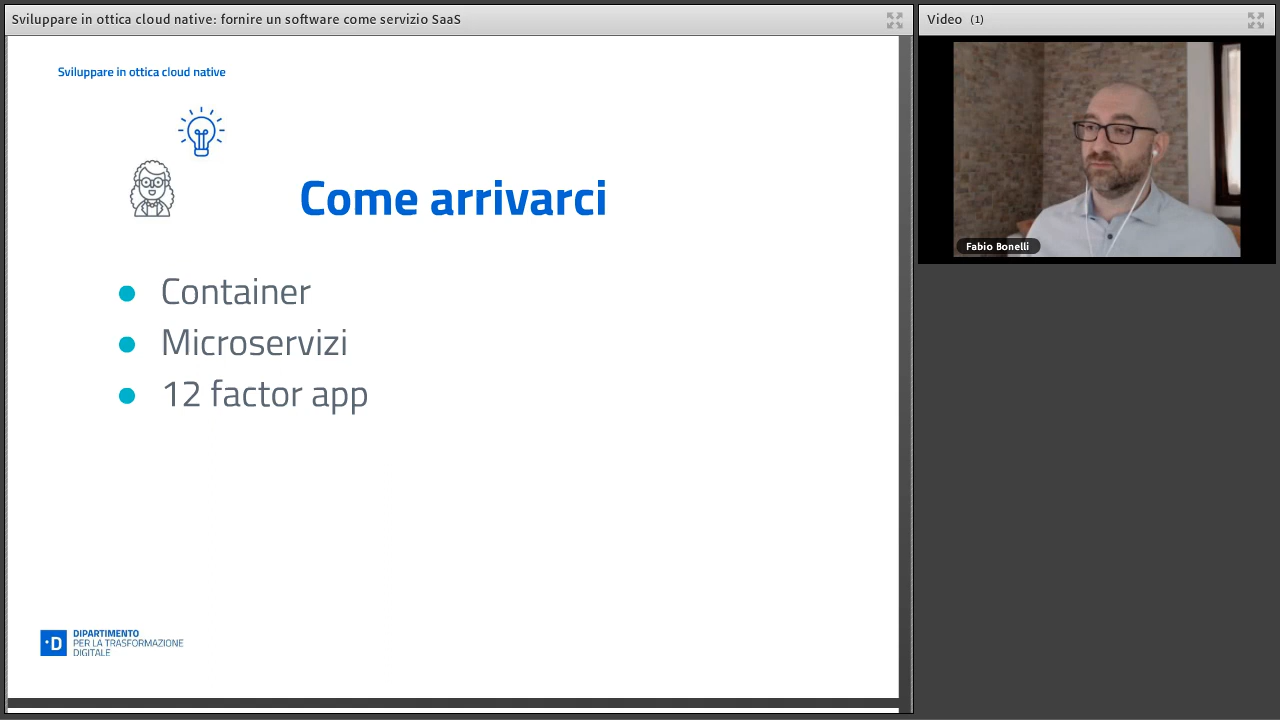 Sviluppare in ottica cloud native: fornire un software come servizio SaaS
Video (1)
Sviluppare in ottica cloud native
Come arrivarci
Container
Microservizi
12 factor app
Fabio Bonelli
·D DIPARTIMENTO
PER LA TRASFORMAZIONE
DIGITALE